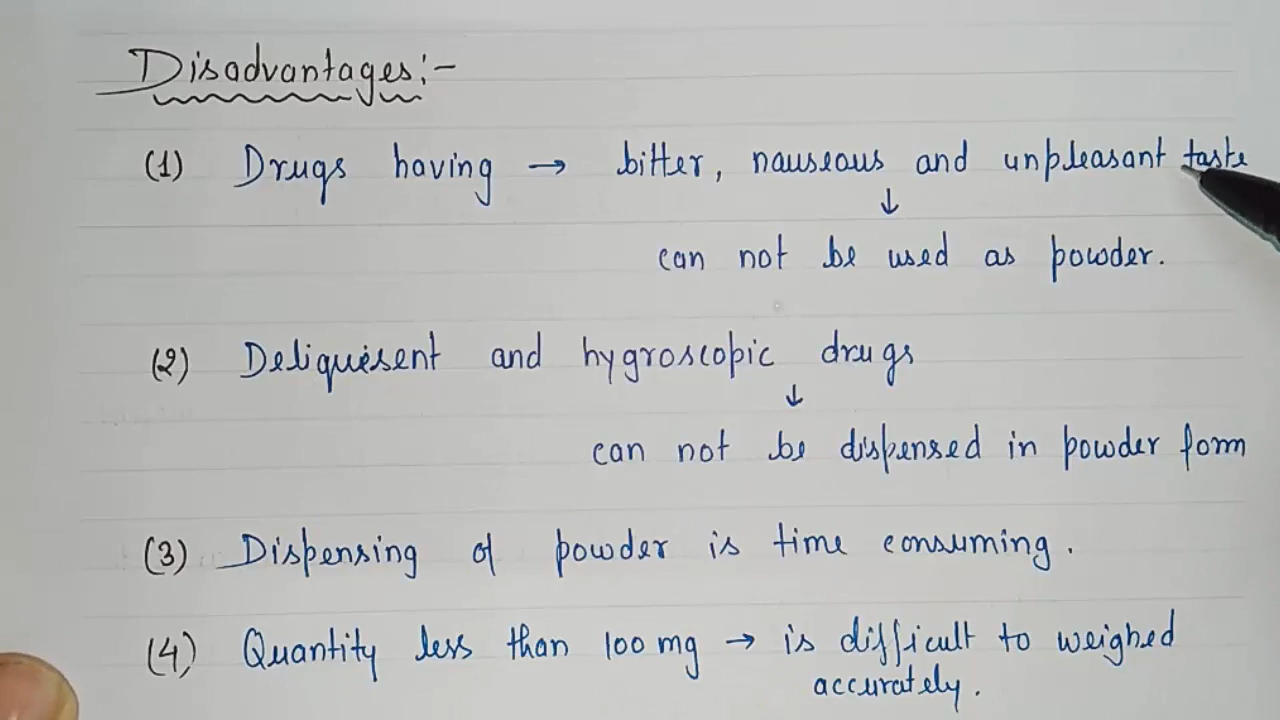 Disadvantages:-
(1) Drugs having → bitter, nauseous and unpleasant taste
↓
can not be used as powder.
(2) Deliquesent and hygroscopic drugs
↓
can not be dispensed in powder form
(3) Dispensing of powder is time consuming.
(4) Quantity less than 100 mg → is difficult to weighed
accurately.